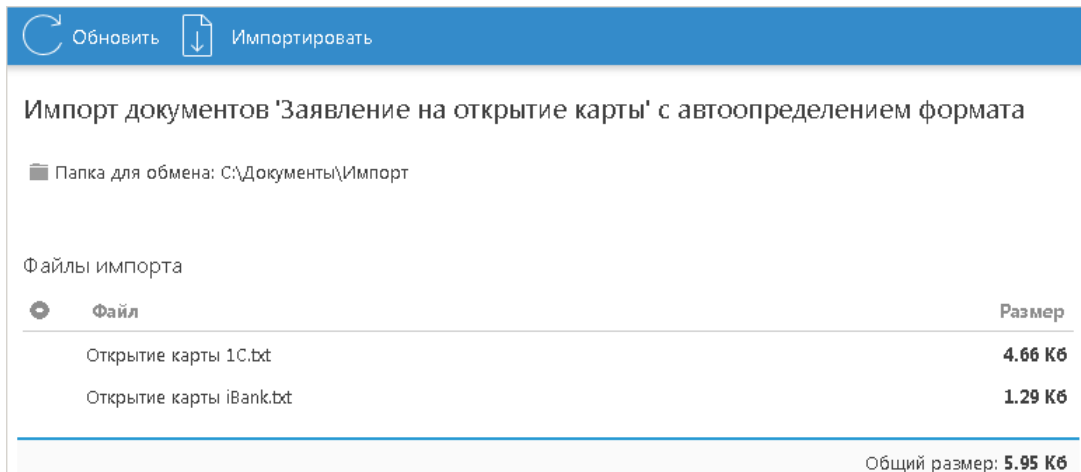 Обновить Импортировать
Импорт документов 'Заявление на открытие карты' с автоопределением формата
Папка для обмена: C:\Документы\Импорт
Файлы импорта
Файл Размер
Открытие карты 1C.txt 4.66 Кб
Открытие карты iBank.txt 1.29 Кб
Общий размер: 5.95 Кб